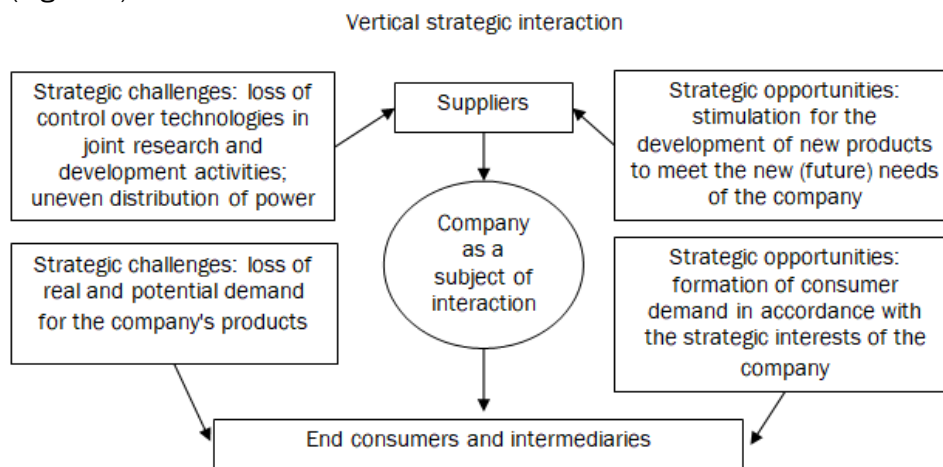 Vertical strategic interaction
Strategic challenges: loss of
control over technologies in
joint research and
development activities;
uneven distribution of power
Suppliers
Strategic opportunities:
stimulation for the
development of new products
to meet the new (future) needs
of the company
Company
as a
subject of
interaction
Strategic challenges: loss of
real and potential demand
for the company's products
Strategic opportunities:
formation of consumer
demand in accordance with
the strategic interests of the
company
End consumers and intermediaries